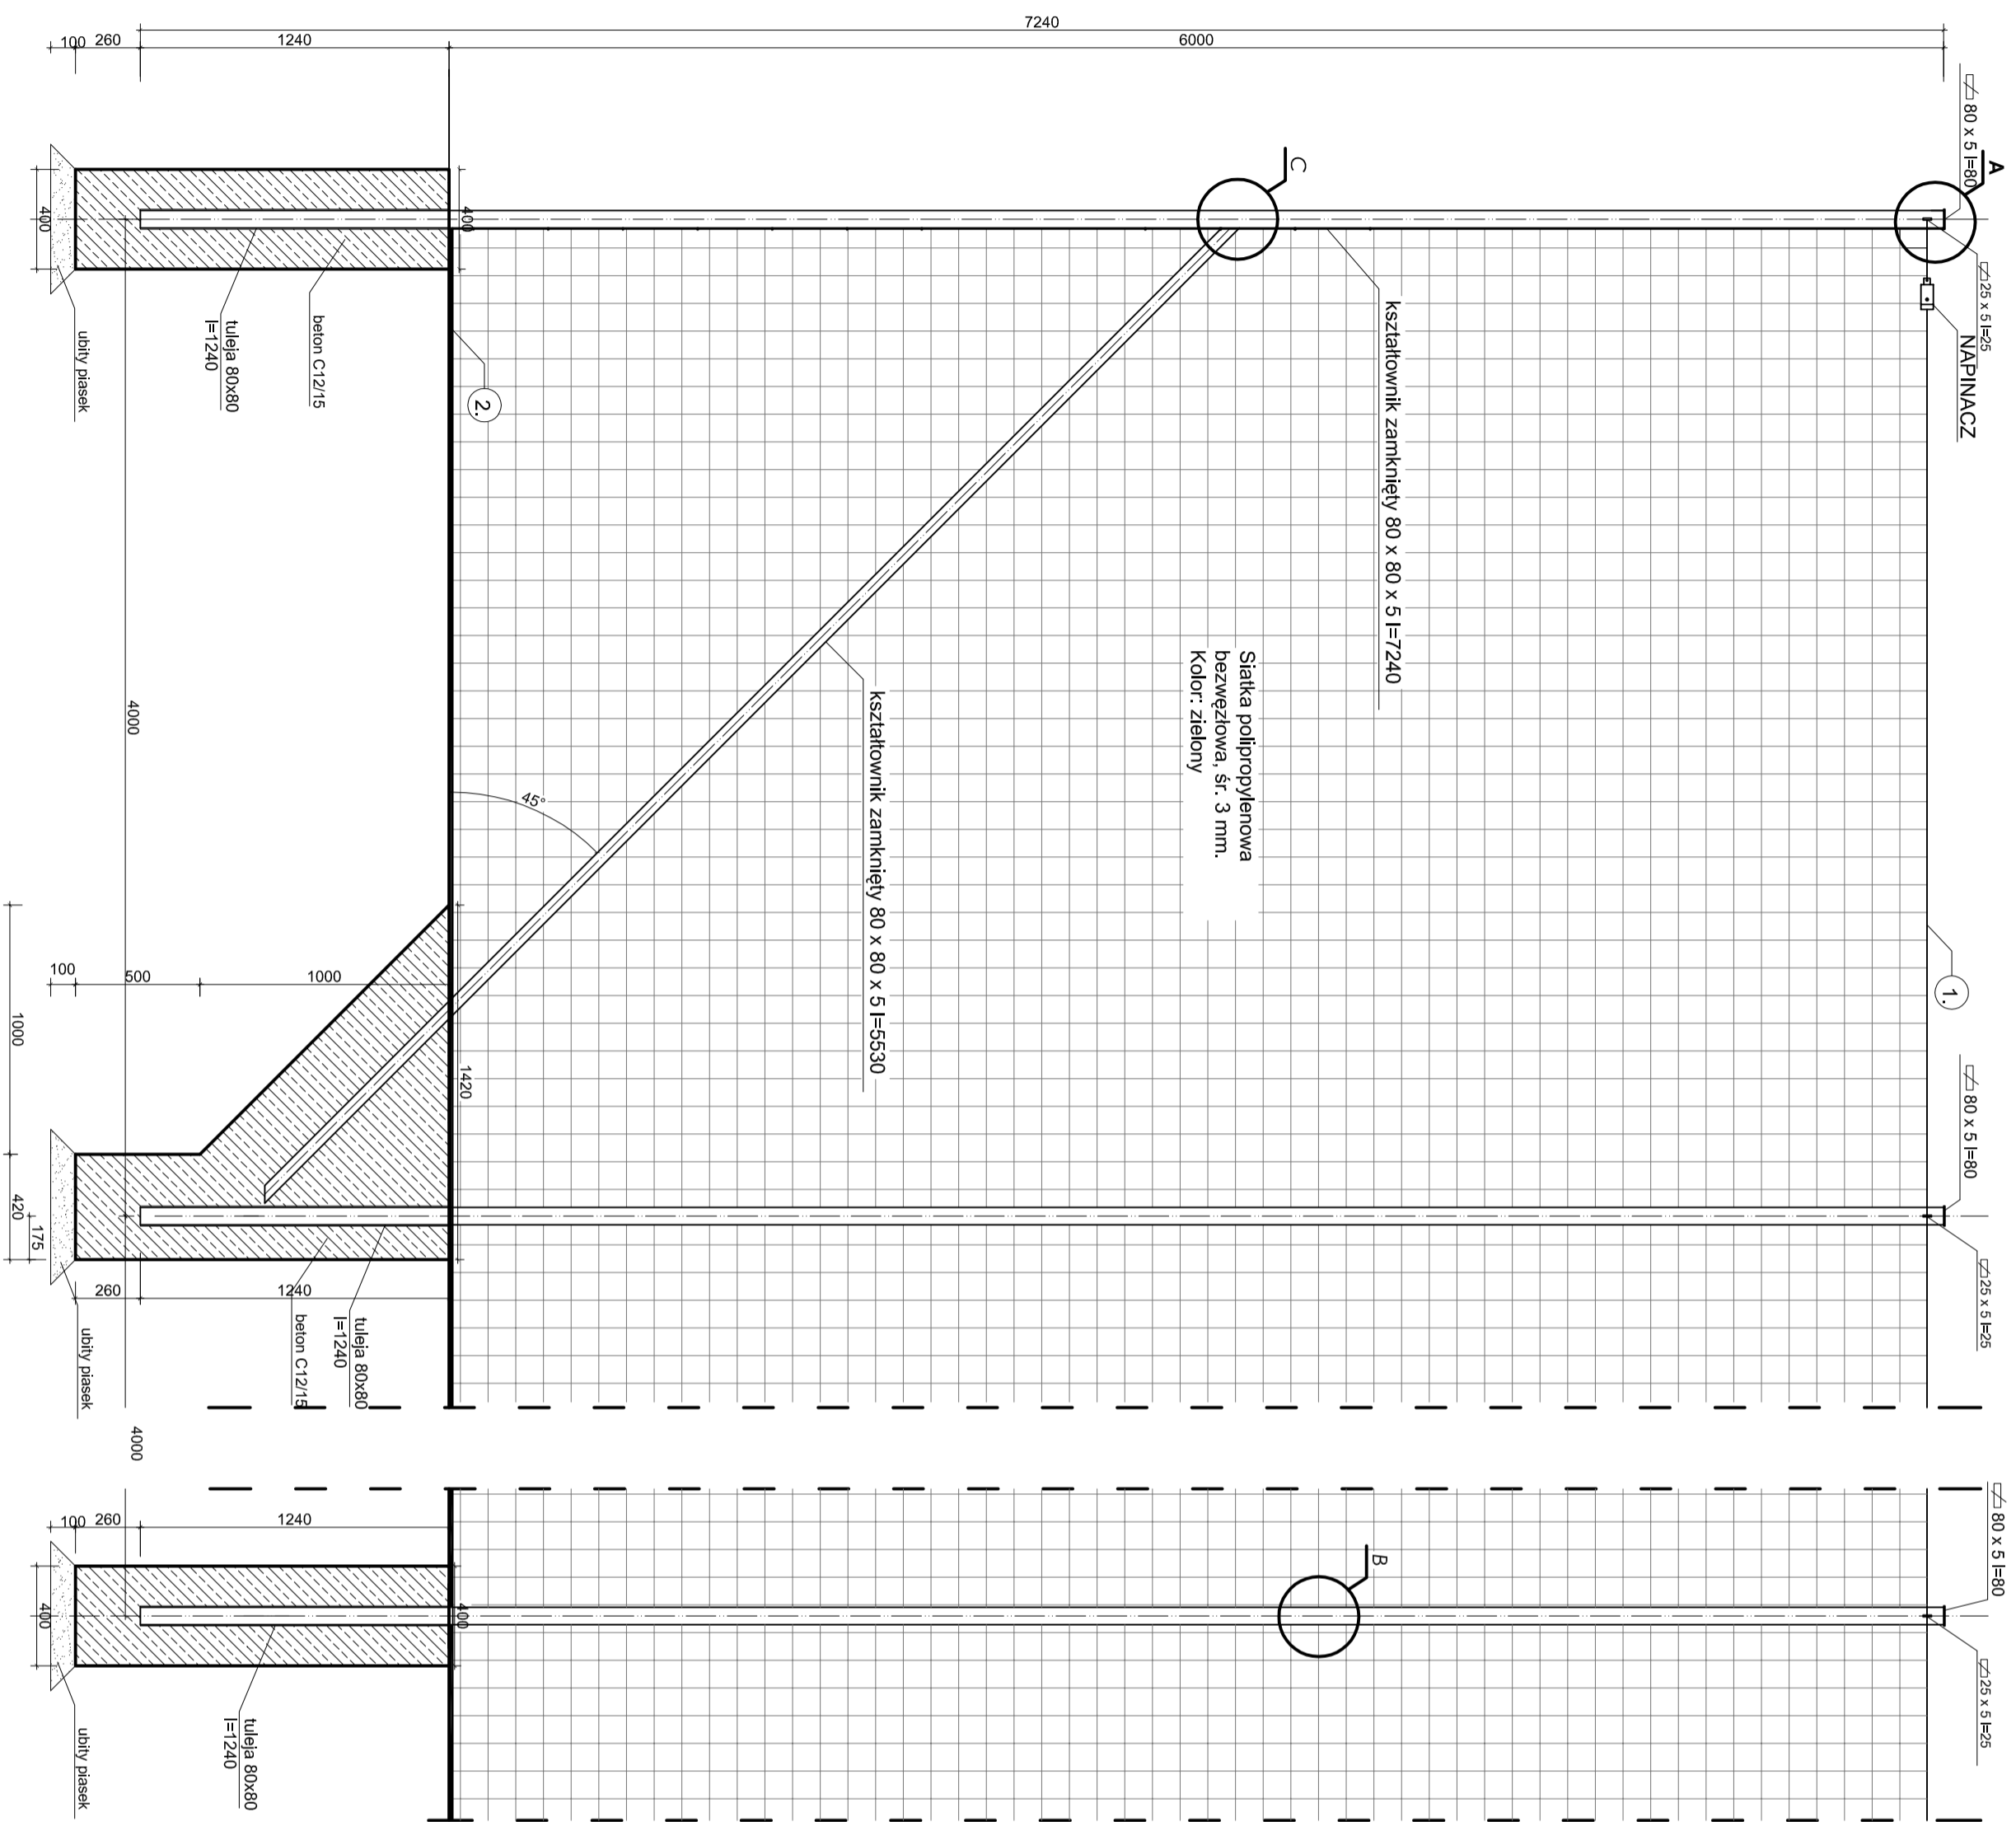 7240
100 260
1240
6000
80 x 5 l=80
A
C
25 x 5 l=25
NAPINACZ
400
400
kształtownik zamknięty 80 x 80 x 5 l=7240
beton C12/15
tuleja 80x80
l=1240
ubity piasek
2.
4000
Siatka polipropylenowa
bezwęzłowa, śr. 3 mm.
Kolor: zielony
kształtownik zamknięty 80 x 80 x 5 l=5530
45°
1.
100
500
1000
1000
1420
80 x 5 l=80
420
175
260
1240
25 x 5 l=25
tuleja 80x80
l=1240
beton C12/15
ubity piasek
4000
80 x 5 l=80
100 260
1240
B
400
400
25 x 5 l=25
tuleja 80x80
l=1240
ubity piasek